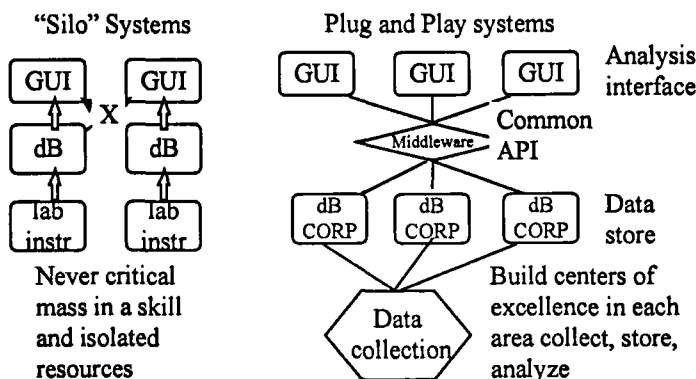 “Silo” Systems
GUI GUI
X
dB dB
lab instr
lab instr
Never critical
mass in a skill
and isolated
resources
Plug and Play systems
GUI GUI GUI
Analysis
interface
Common
API
Middleware
dB CORP
dB CORP
dB CORP
Data
store
Data
collection
Build centers of
excellence in each
area collect, store,
analyze